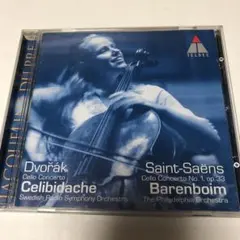 TELDEC
JACQUELINE DU PRÉ
Dvořák
Cello Concerto
Celibidache
Swedish Radio Symphony Orchestra
Saint-Saëns
Cello Concerto No. 1, op. 33
Barenboim
The Philadelphia Orchestra